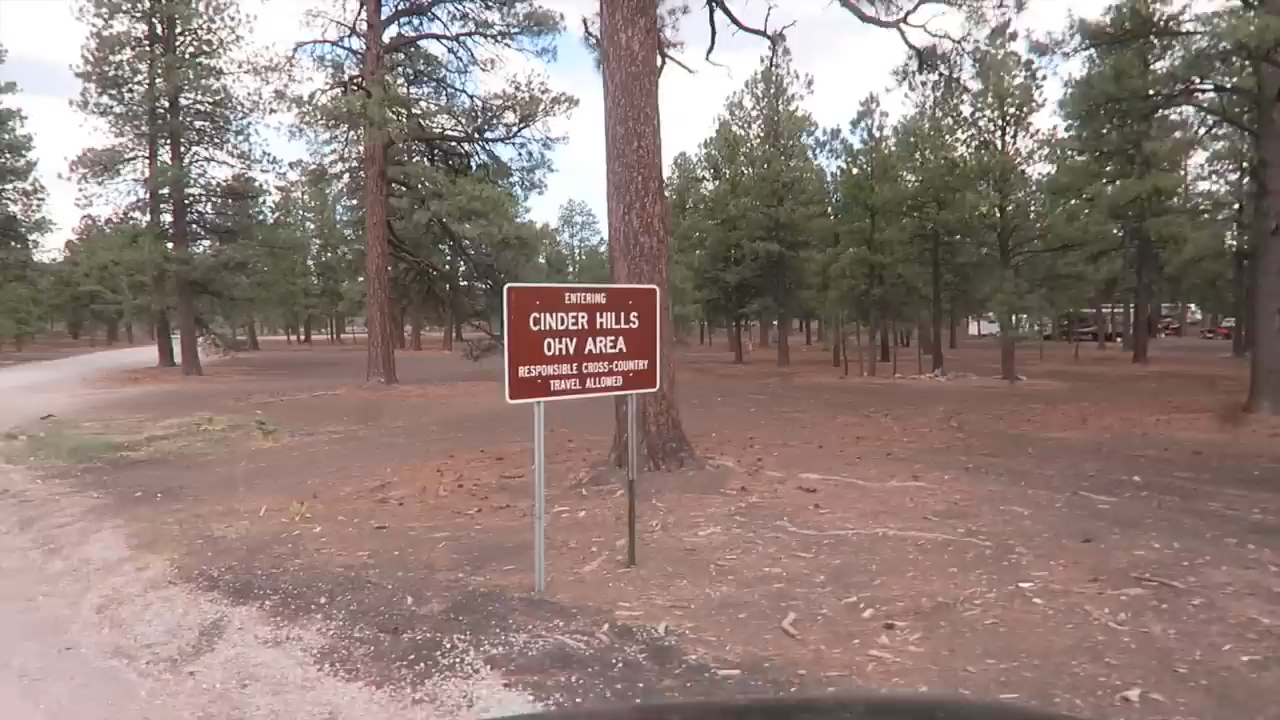 ENTERING
CINDER HILLS
OHV AREA
RESPONSIBLE CROSS-COUNTRY
TRAVEL ALLOWED